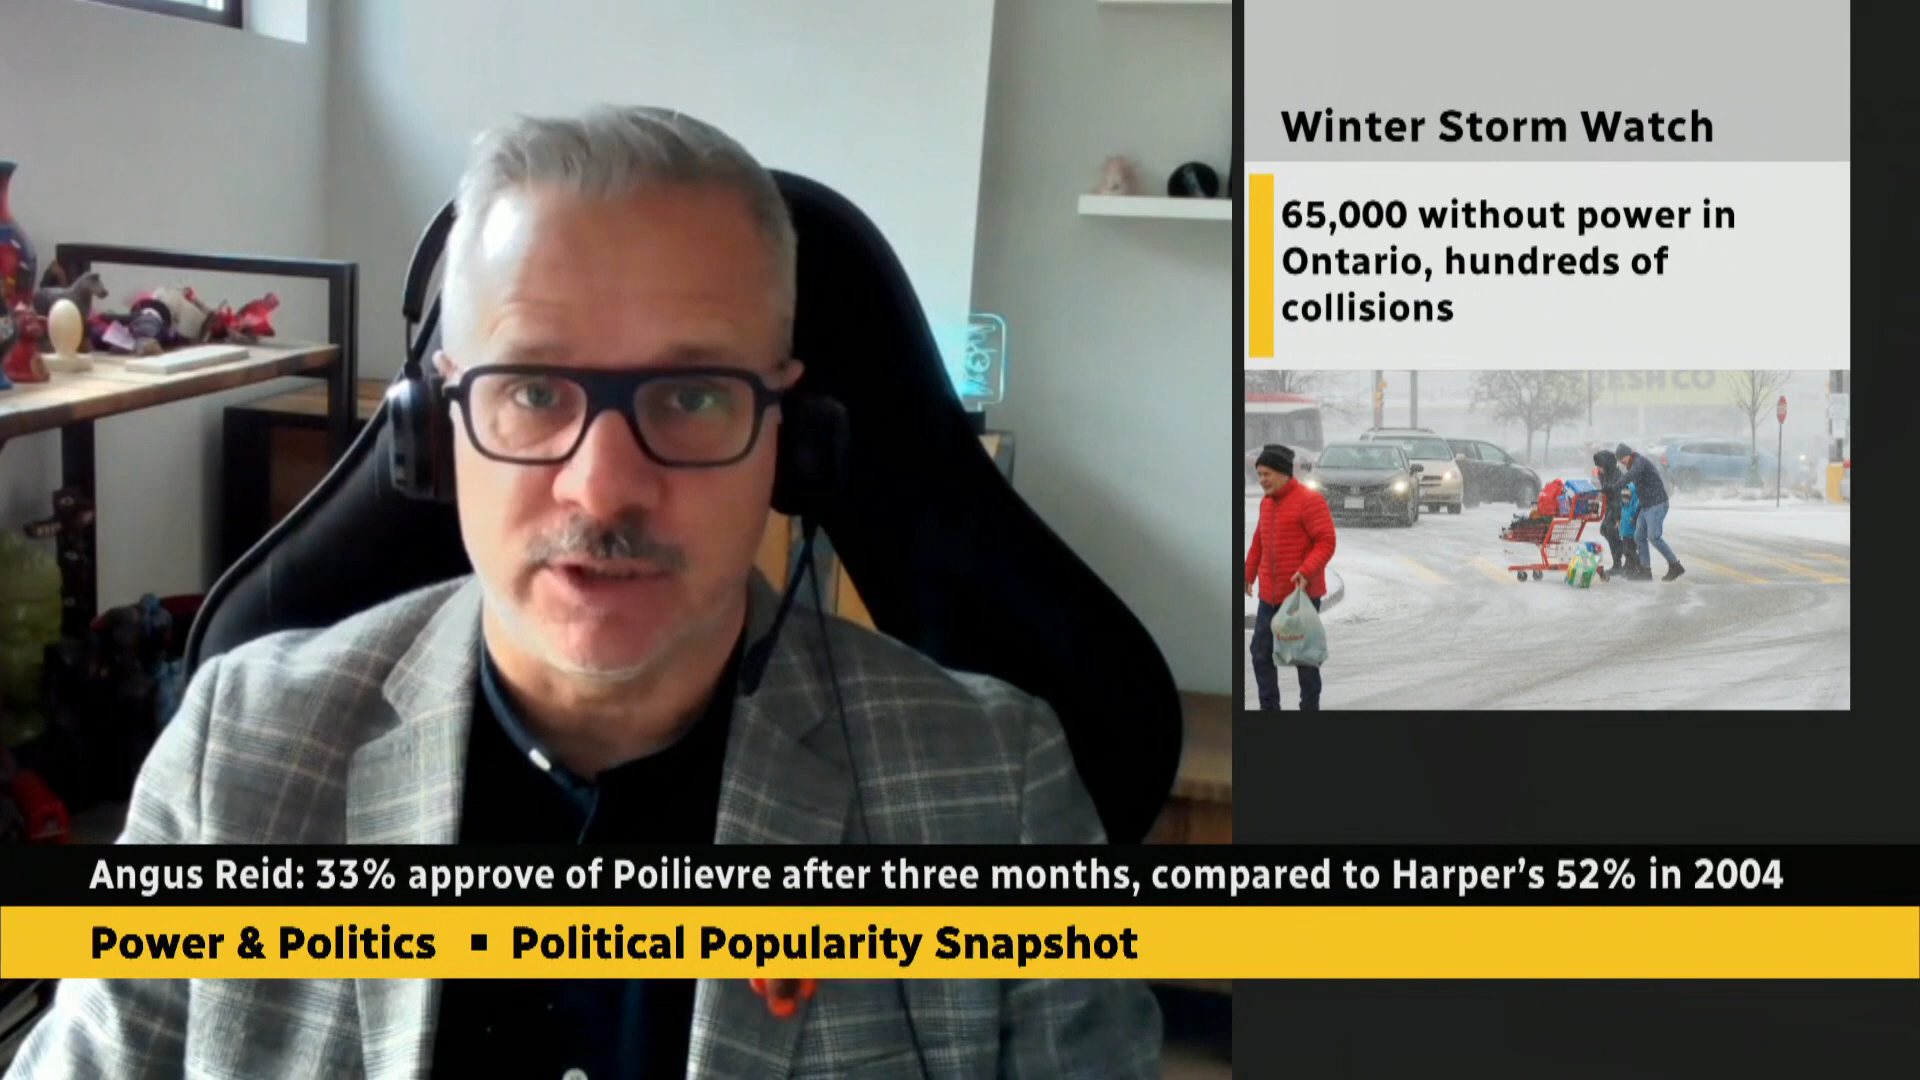 Winter Storm Watch
65,000 without power in
Ontario, hundreds of
collisions
FRESHCO
Angus Reid: 33% approve of Poilievre after three months, compared to Harper's 52% in 2004
Power & Politics ▪ Political Popularity Snapshot